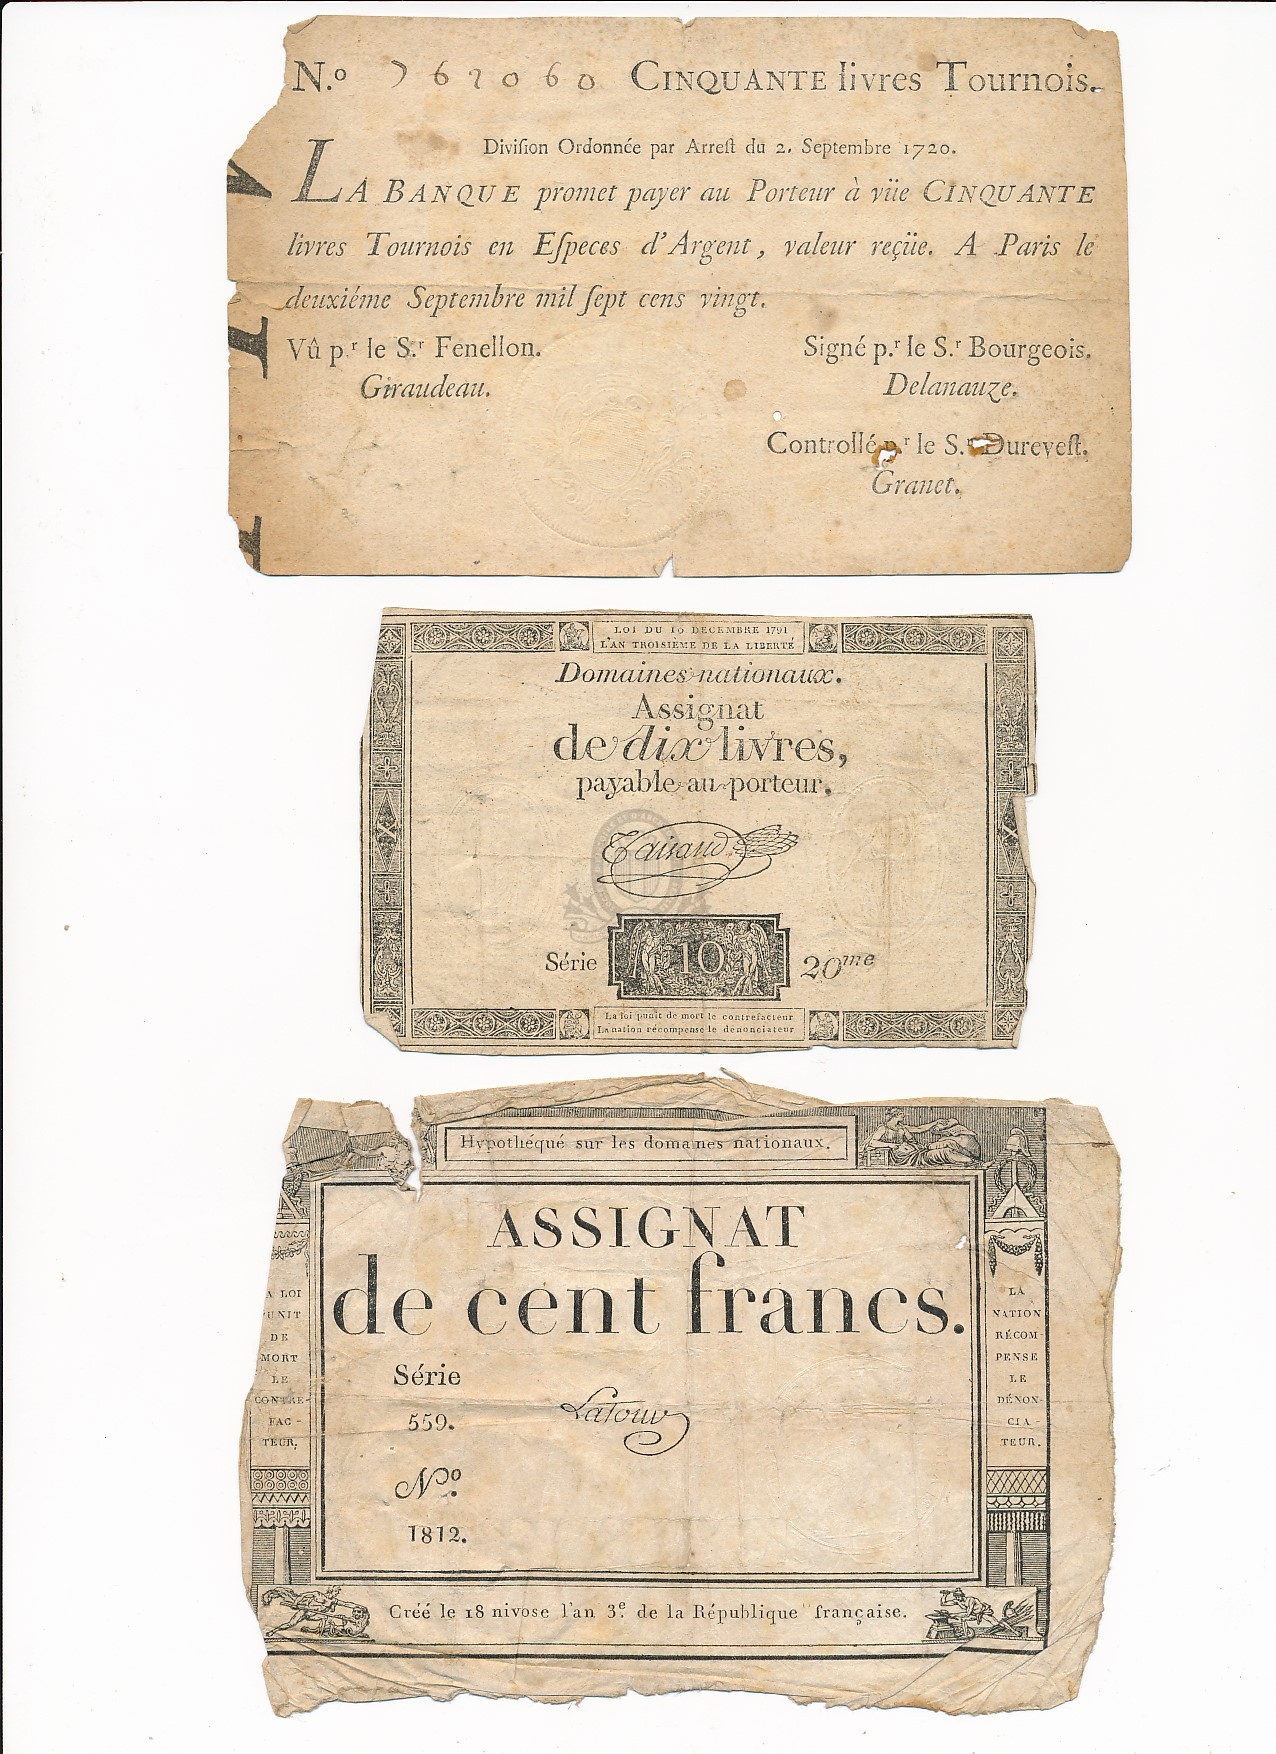 N.o 767060 CINQUANTE livres Tournois.
Diviſion Ordonnée par Arreſt du 2. Septembre 1720.
LA BANQUE promet payer au Porteur à vüe CINQUANTE
livres Tournois en Eſpeces d'Argent, valeur reçüe. A Paris le
deuxiéme Septembre mil ſept cens vingt.
Vû p.r le S.r Fenellon. Signé p.r le S.r Bourgeois.
Giraudeau. Delanauze.
Controllé p.r le S.r Dureveſt.
Granet.
LOI DU 16 DECEMBRE 1791
L'AN TROISIÈME DE LA LIBERTÉ
Domaines nationaux.
Assignat
de dix livres,
payable au porteur.
Taisaud
Série 10 20me
La loi punit de mort le contrefacteur
La nation récompense le dénonciateur
Hypothéqué sur les domaines nationaux.
ASSIGNAT
de cent francs.
Série
559.
Latour
No.
1812.
A LOI
UNIT
DE
MORT
LE
CONTRE-
FAC-
TEUR.
LA
NATION
RÉCOM-
PENSE
LE
DÉNON-
CIA-
TEUR.
Créé le 18 nivose l'an 3e. de la République française.